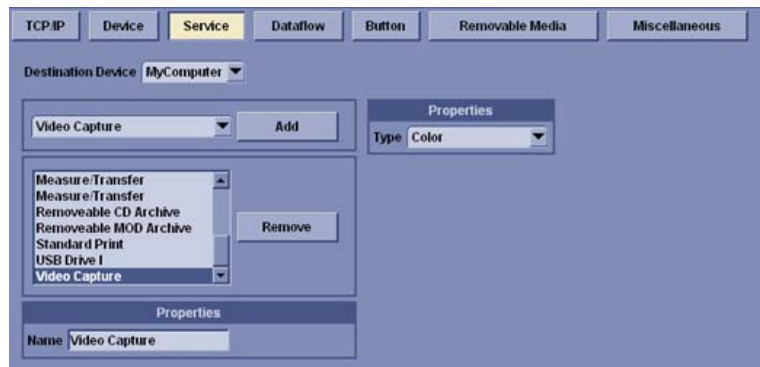 TCP/IP Device Service Dataflow Button Removable Media Miscellaneous
Destination Device MyComputer
Video Capture Add
Properties
Type Color
Measure/Transfer
Measure/Transfer
Removeable CD Archive
Removeable MOD Archive
Standard Print
USB Drive I
Video Capture
Remove
Properties
Name Video Capture